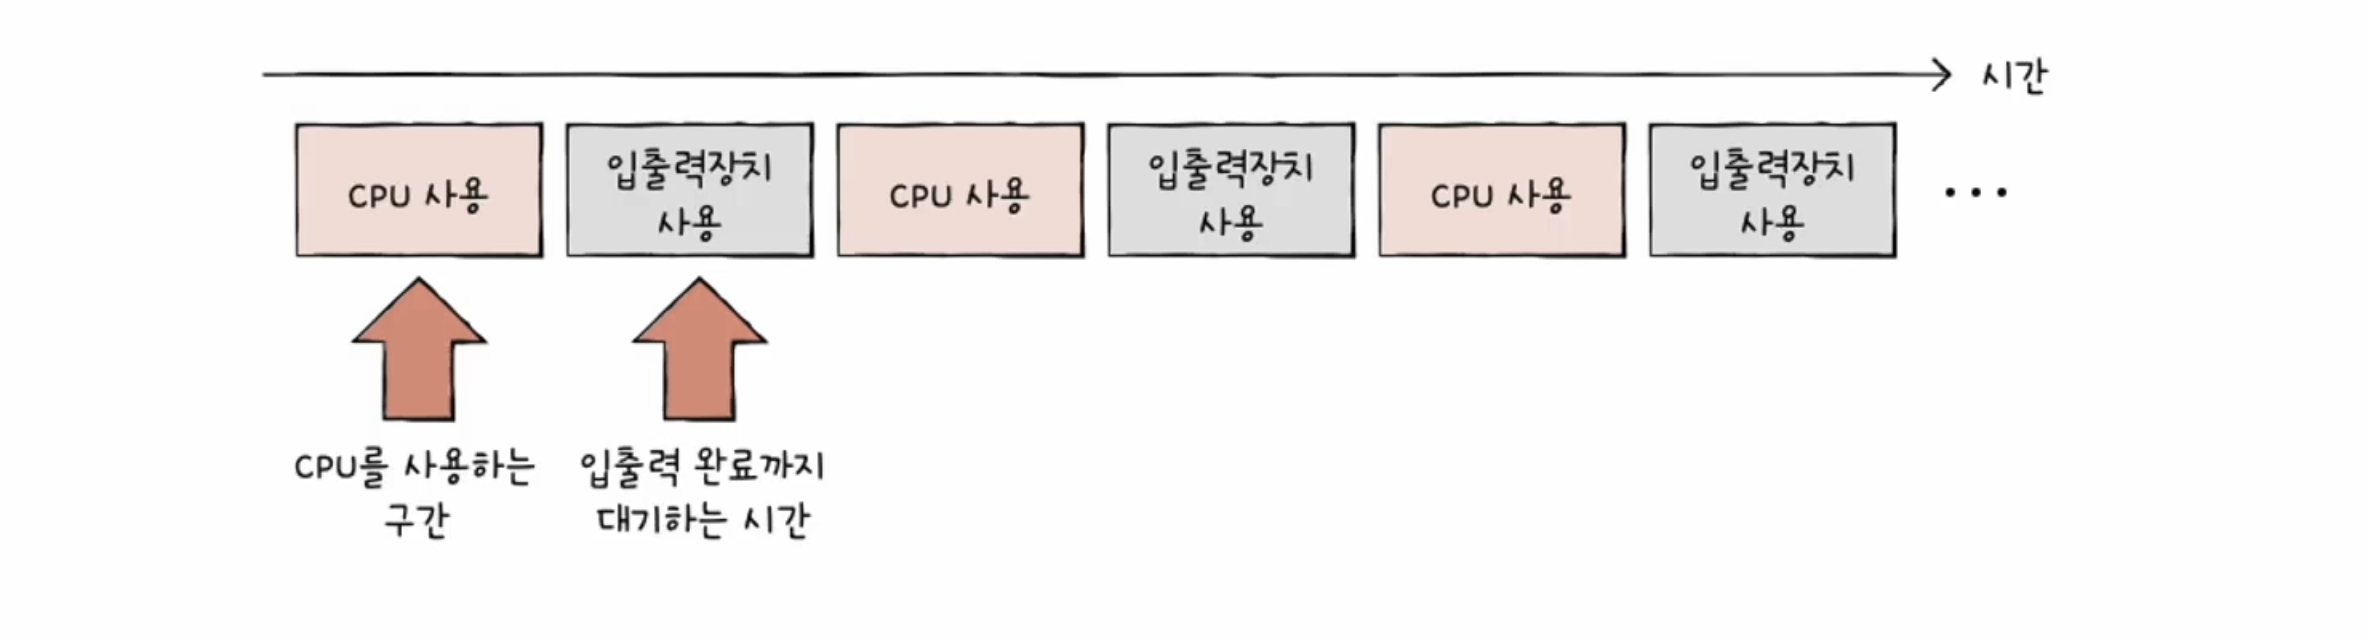 시간
CPU 사용
입출력장치
사용
CPU 사용
입출력장치
사용
CPU 사용
입출력장치
사용
...
CPU를 사용하는
구간
입출력 완료까지
대기하는 시간